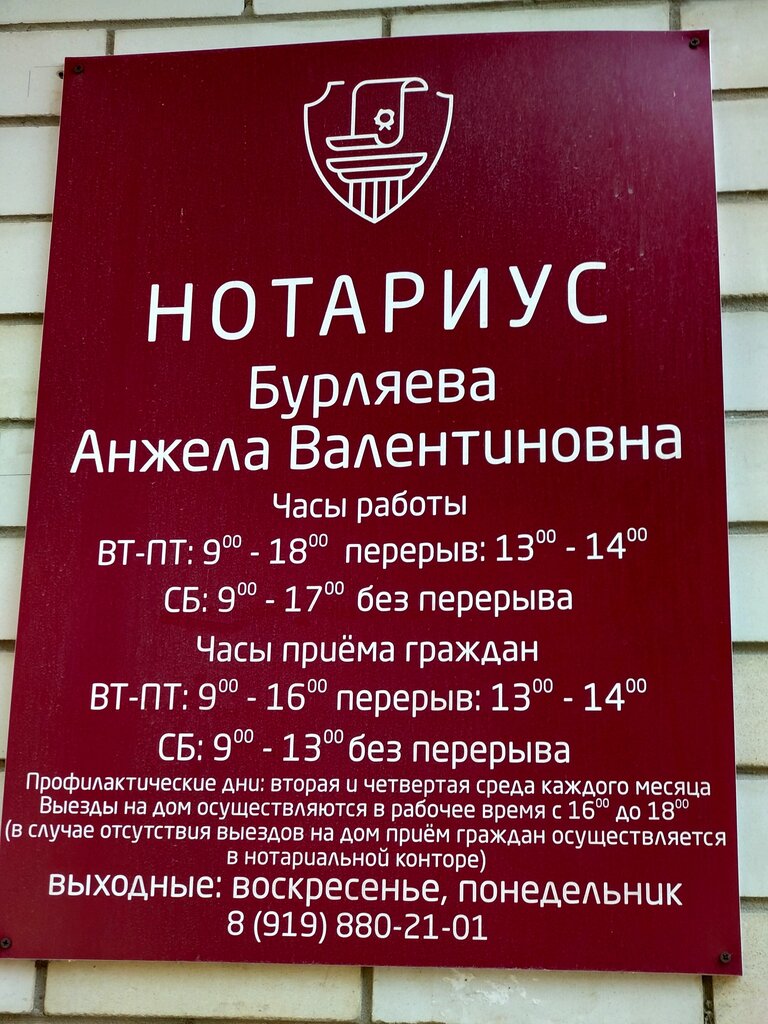 НОТАРИУС
Бурляева
Анжела Валентиновна
Часы работы
ВТ-ПТ: 9⁰⁰ - 18⁰⁰ перерыв: 13⁰⁰ - 14⁰⁰
СБ: 9⁰⁰ - 17⁰⁰ без перерыва
Часы приёма граждан
ВТ-ПТ: 9⁰⁰ - 16⁰⁰ перерыв: 13⁰⁰ - 14⁰⁰
СБ: 9⁰⁰ - 13⁰⁰ без перерыва
Профилактические дни: вторая и четвертая среда каждого месяца
Выезды на дом осуществляются в рабочее время с 16⁰⁰ до 18⁰⁰
(в случае отсутствия выездов на дом приём граждан осуществляется
в нотариальной конторе)
выходные: воскресенье, понедельник
8 (919) 880-21-01